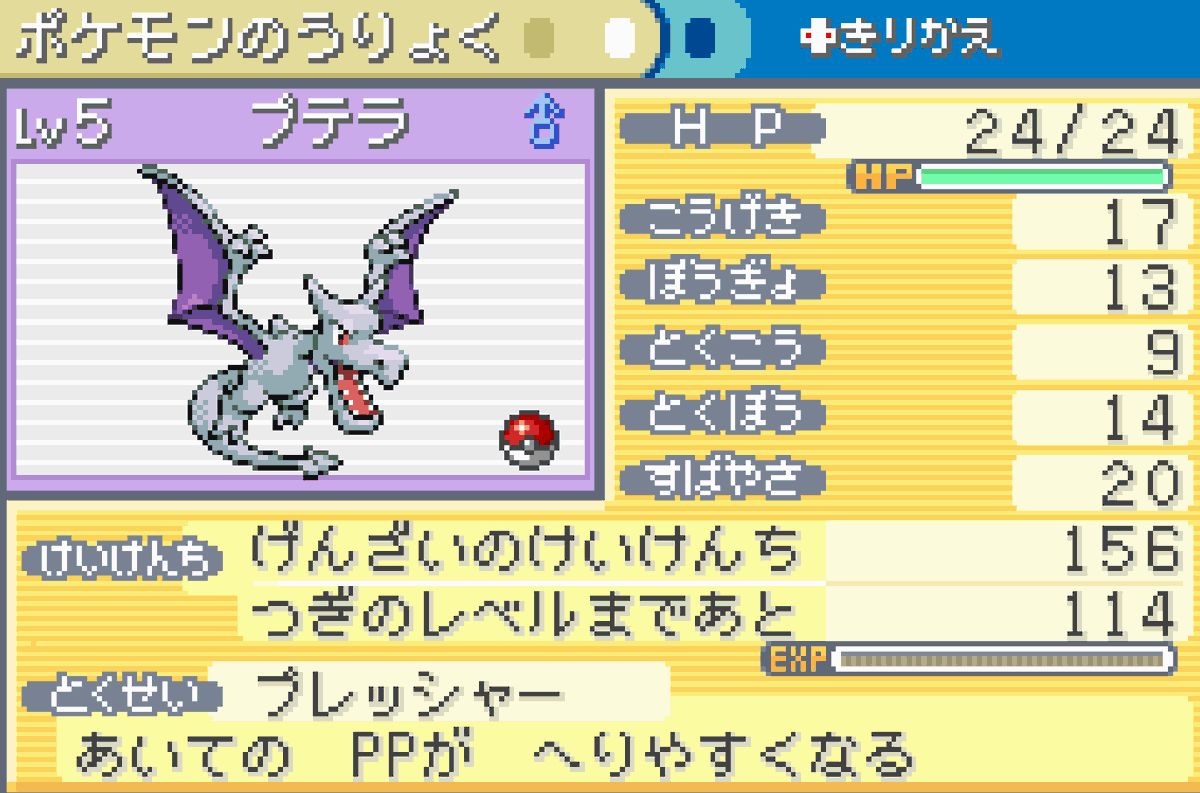 ポケモンのうりょく きりかえ
Lv5 プテラ ♂
HP 24/24
HP
こうげき 17
ぼうぎょ 13
とくこう 9
とくぼう 14
すばやさ 20
けいけんち げんざいのけいけんち 156
つぎのレベルまであと 114
EXP
とくせい プレッシャー
あいての PPが へりやすくなる